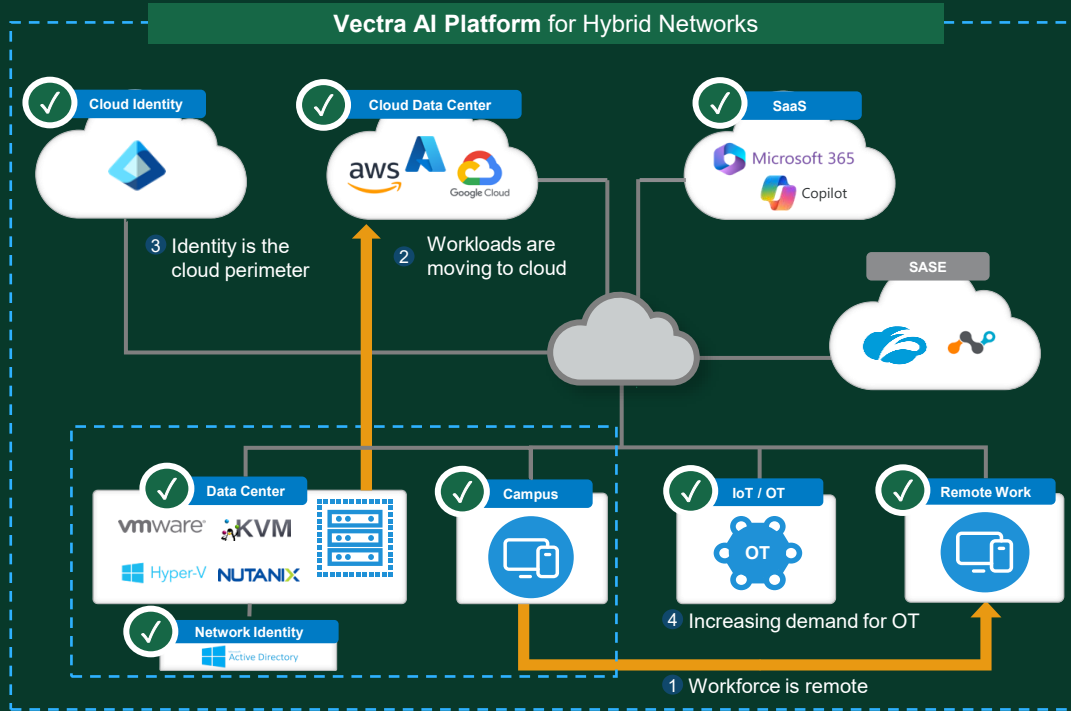 Vectra AI Platform for Hybrid Networks
Cloud Identity
Cloud Data Center
SaaS
aws
Google Cloud
Microsoft 365
Copilot
3 Identity is the
cloud perimeter
2 Workloads are
moving to cloud
SASE
Data Center
Campus
IoT / OT
Remote Work
vmware
KVM
Hyper-V
NUTANIX
OT
Network Identity
Active Directory
4 Increasing demand for OT
1 Workforce is remote